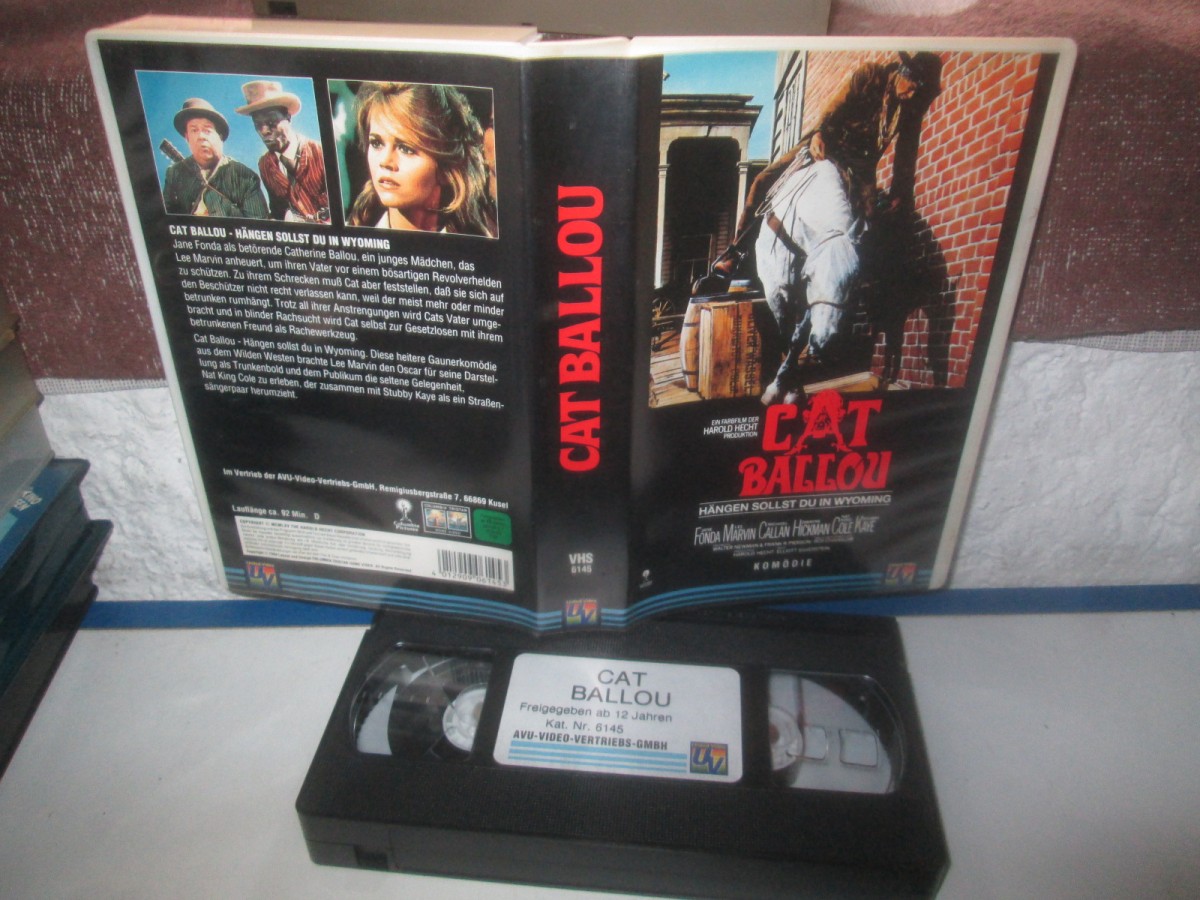 CAT BALLOU - HÄNGEN SOLLST DU IN WYOMING
Jane Fonda als betörende Catherine Ballou, ein junges Mädchen, das
Lee Marvin anheuert, um ihren Vater vor einem bösartigen Revolverhelden
zu schützen. Zu ihrem Schrecken muß Cat aber feststellen, daß sie sich auf
den Beschützer nicht recht verlassen kann, weil der meist mehr oder minder
betrunken rumhängt. Trotz all ihrer Anstrengungen wird Cats Vater umge-
bracht und in blinder Rachsucht wird Cat selbst zur Gesetzlosen mit ihrem
betrunkenen Freund als Rachewerkzeug.
Cat Ballou - Hängen sollst du in Wyoming. Diese heitere Gaunerkomödie
aus dem Wilden Westen brachte Lee Marvin den Oscar für seine Darstel-
lung als Trunkenbold und dem Publikum die seltene Gelegenheit,
Nat King Cole zu erleben, der zusammen mit Stubby Kaye als ein Straßen-
sängerpaar herumzieht.
Im Vertrieb der AVU-Video-Vertriebs-GmbH, Remigiusbergstraße 7, 66869 Kusel
Lauflänge ca. 92 Min. D
Columbia
Pictures
UV
CAT BALLOU
VHS
6145
UV
EIN FARBFILM DER
HAROLD HECHT
PRODUKTION
CAT
BALLOU
HÄNGEN SOLLST DU IN WYOMING
FONDA MARVIN CALLAN HICKMAN COLE KAYE
KOMÖDIE
UV
CAT
BALLOU
Freigegeben ab 12 Jahren
Kat. Nr. 6145
AVU-VIDEO-VERTRIEBS-GMBH
UV